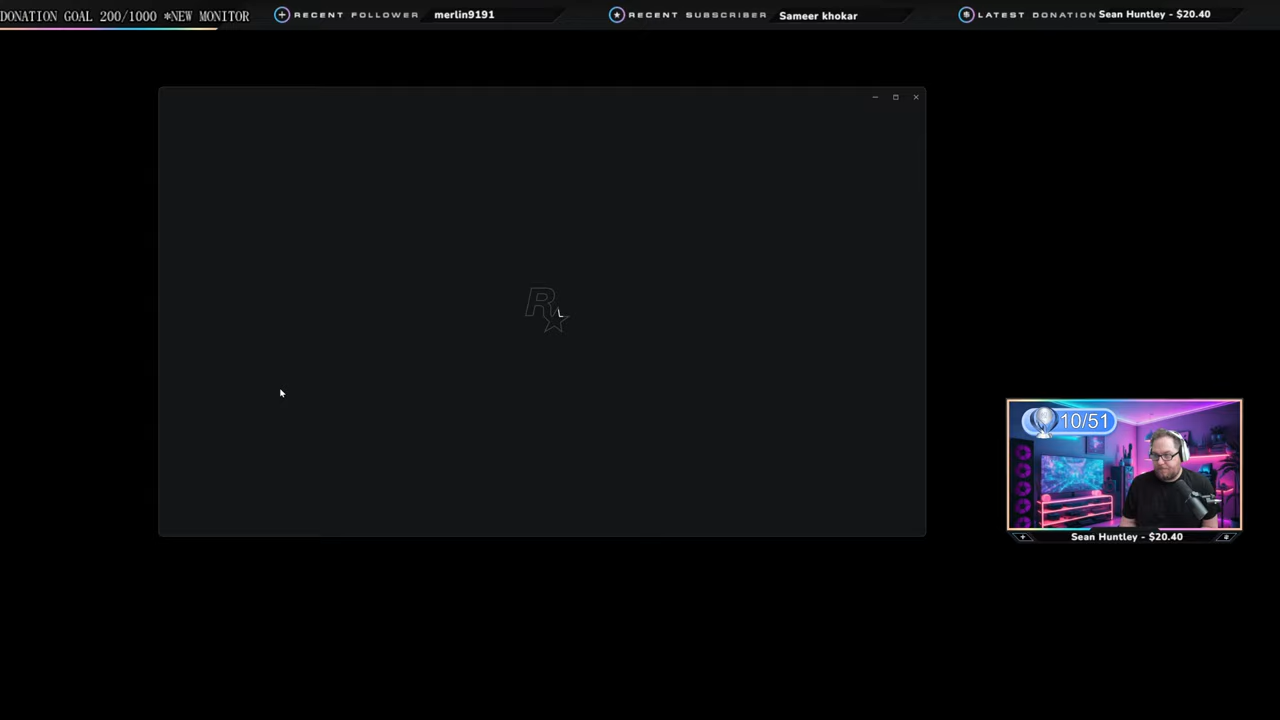 DONATION GOAL 200/1000 *NEW MONITOR
RECENT FOLLOWER merlin9191
RECENT SUBSCRIBER Sameer khokar
LATEST DONATION Sean Huntley - $20.40
R
10/51
Sean Huntley - $20.40